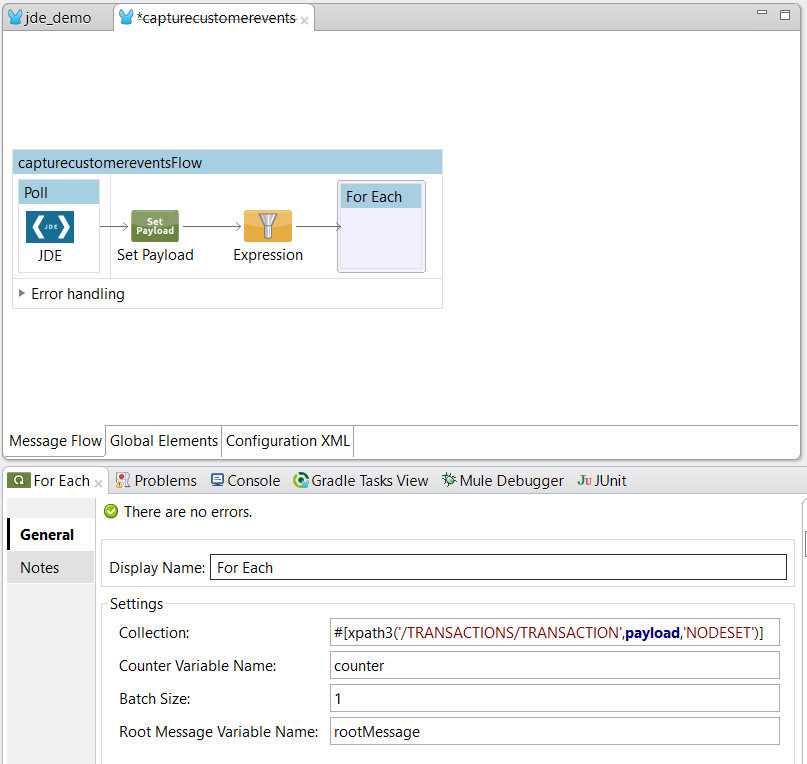 jde_demo
*capturecustomerevents
capturecustomereventsFlow
Poll
JDE
JDE
Set Payload
Set Payload
Expression
For Each
Error handling
Message Flow Global Elements Configuration XML
For Each Problems Console Gradle Tasks View Mule Debugger Ju JUnit
There are no errors.
General
Notes
Display Name: For Each
Settings
Collection: #[xpath3('/TRANSACTIONS/TRANSACTION',payload,'NODESET')]
Counter Variable Name: counter
Batch Size: 1
Root Message Variable Name: rootMessage